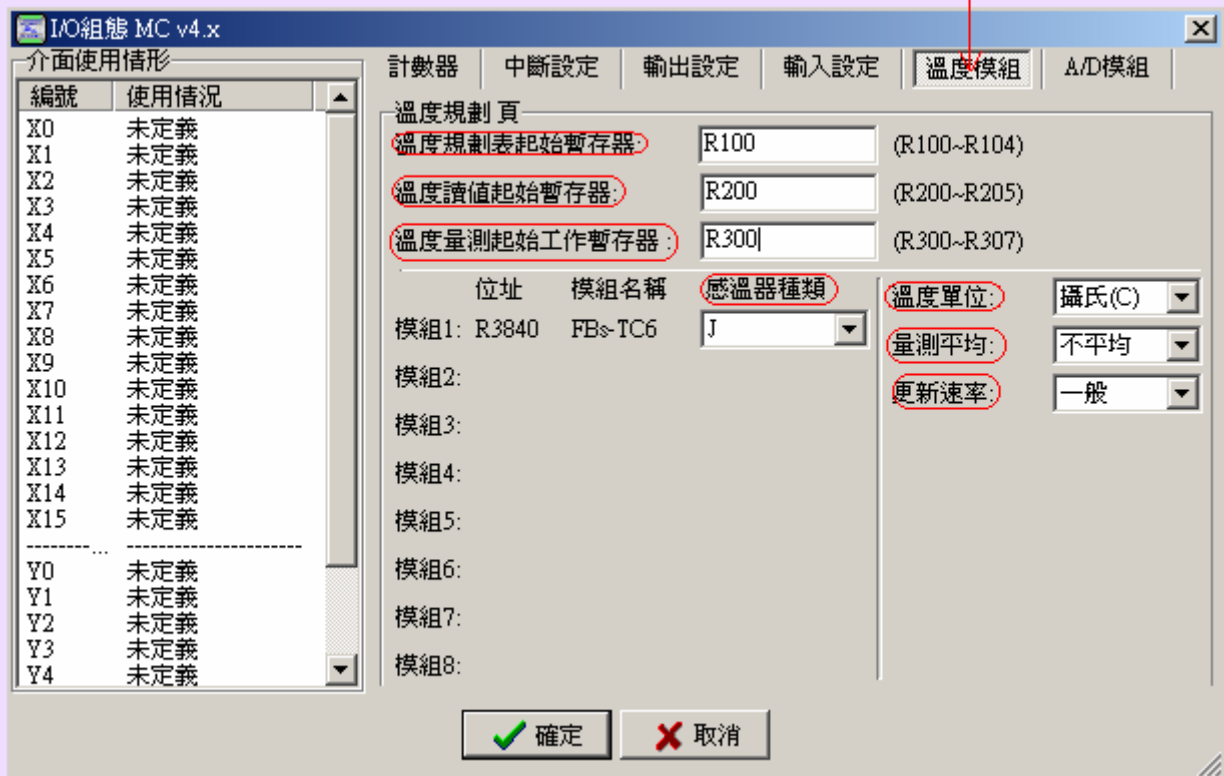 I/O組態 MC v4.x
介面使用情形
編號 使用情況
X0 未定義
X1 未定義
X2 未定義
X3 未定義
X4 未定義
X5 未定義
X6 未定義
X7 未定義
X8 未定義
X9 未定義
X10 未定義
X11 未定義
X12 未定義
X13 未定義
X14 未定義
X15 未定義
--------... ----------------------
Y0 未定義
Y1 未定義
Y2 未定義
Y3 未定義
Y4 未定義
計數器 中斷設定 輸出設定 輸入設定 溫度模組 A/D模組
溫度規劃 頁
溫度規劃表起始暫存器: R100 (R100~R104)
溫度讀值起始暫存器: R200 (R200~R205)
溫度量測起始工作暫存器 : R300 (R300~R307)
位址 模組名稱 感溫器種類
模組1: R3840 FBs-TC6 J
模組2:
模組3:
模組4:
模組5:
模組6:
模組7:
模組8:
溫度單位: 攝氏(C)
量測平均: 不平均
更新速率: 一般
確定 取消